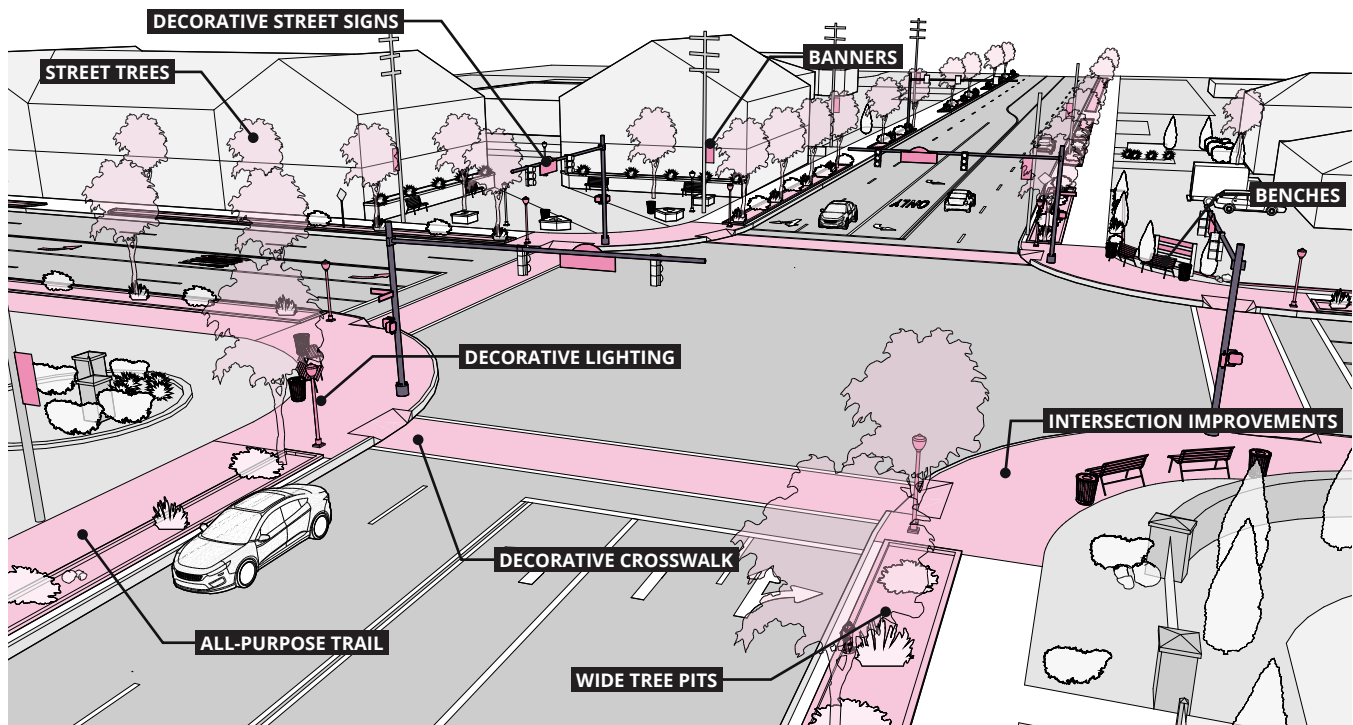 DECORATIVE STREET SIGNS
BANNERS
STREET TREES
BENCHES
ONLY
DECORATIVE LIGHTING
INTERSECTION IMPROVEMENTS
DECORATIVE CROSSWALK
ALL-PURPOSE TRAIL
WIDE TREE PITS